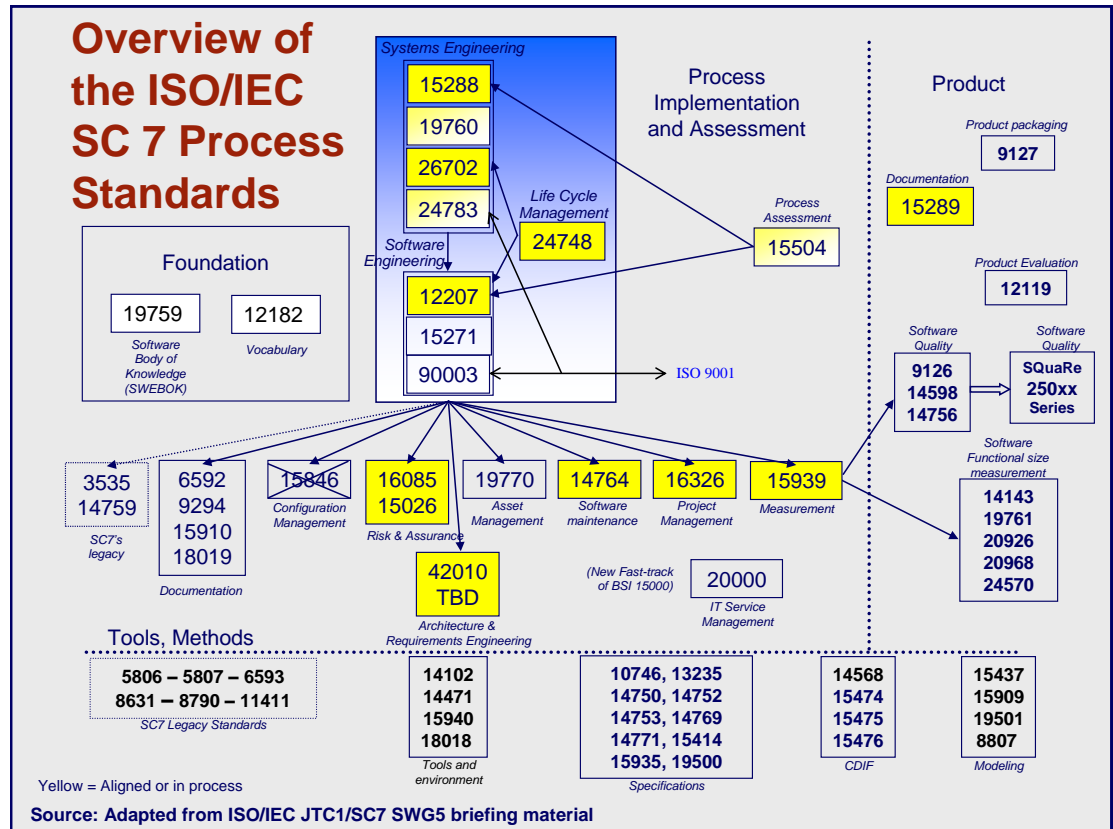 Overview of
the ISO/IEC
SC 7 Process
Standards
Systems Engineering
15288
19760
26702
24783
Software
Engineering
12207
15271
90003
Life Cycle
Management
24748
Process
Implementation
and Assessment
Process
Assessment
15504
ISO 9001
Product
Product packaging
9127
Documentation
15289
Product Evaluation
12119
Software
Quality
9126
14598
14756
Software
Quality
SQuaRe
250xx
Series
Software
Functional size
measurement
14143
19761
20926
20968
24570
Foundation
19759
Software
Body of
Knowledge
(SWEBOK)
12182
Vocabulary
3535
14759
SC7's
legacy
6592
9294
15910
18019
Documentation
15846
Configuration
Management
16085
15026
Risk & Assurance
19770
Asset
Management
14764
Software
maintenance
16326
Project
Management
15939
Measurement
42010
TBD
Architecture &
Requirements Engineering
(New Fast-track
of BSI 15000)
20000
IT Service
Management
Tools, Methods
5806 – 5807 – 6593
8631 – 8790 – 11411
SC7 Legacy Standards
14102
14471
15940
18018
Tools and
environment
10746, 13235
14750, 14752
14753, 14769
14771, 15414
15935, 19500
Specifications
14568
15474
15475
15476
CDIF
15437
15909
19501
8807
Modeling
Yellow = Aligned or in process
Source: Adapted from ISO/IEC JTC1/SC7 SWG5 briefing material